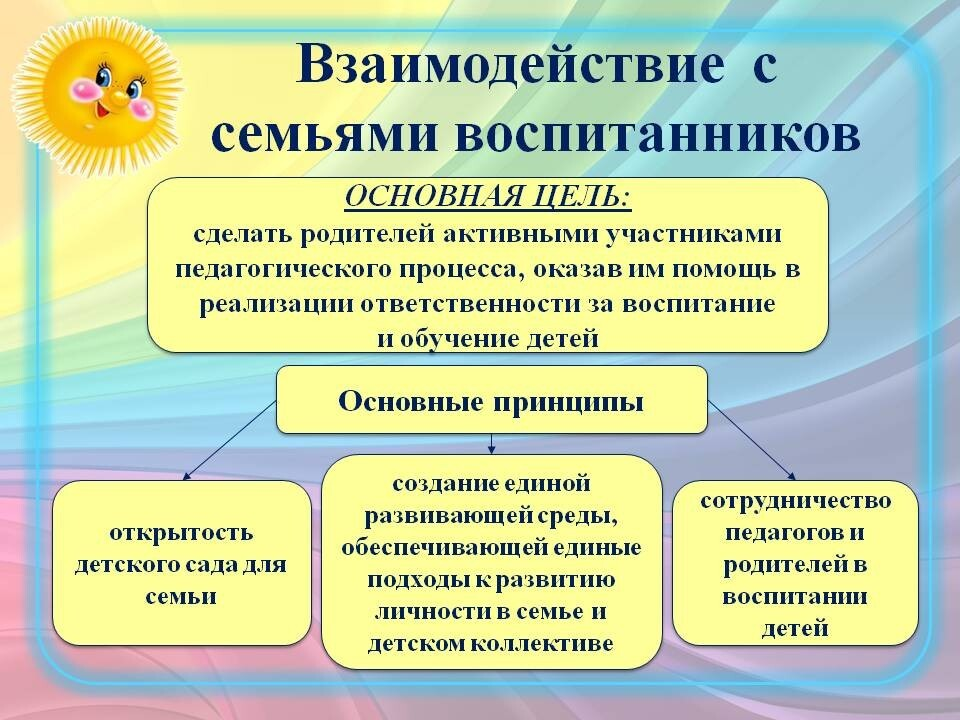 Взаимодействие с
семьями воспитанников
ОСНОВНАЯ ЦЕЛЬ:
сделать родителей активными участниками
педагогического процесса, оказав им помощь в
реализации ответственности за воспитание
и обучение детей
Основные принципы
открытость
детского сада для
семьи
создание единой
развивающей среды,
обеспечивающей единые
подходы к развитию
личности в семье и
детском коллективе
сотрудничество
педагогов и
родителей в
воспитании
детей